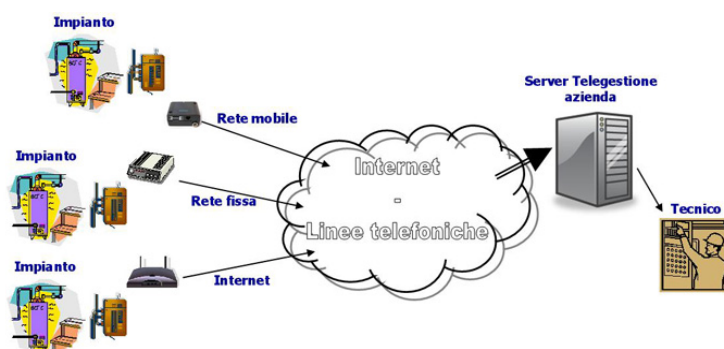 Impianto
Rete mobile
Impianto
Rete fissa
Impianto
Internet
Internet
-
Linee telefoniche
Server Telegestione
azienda
Tecnico